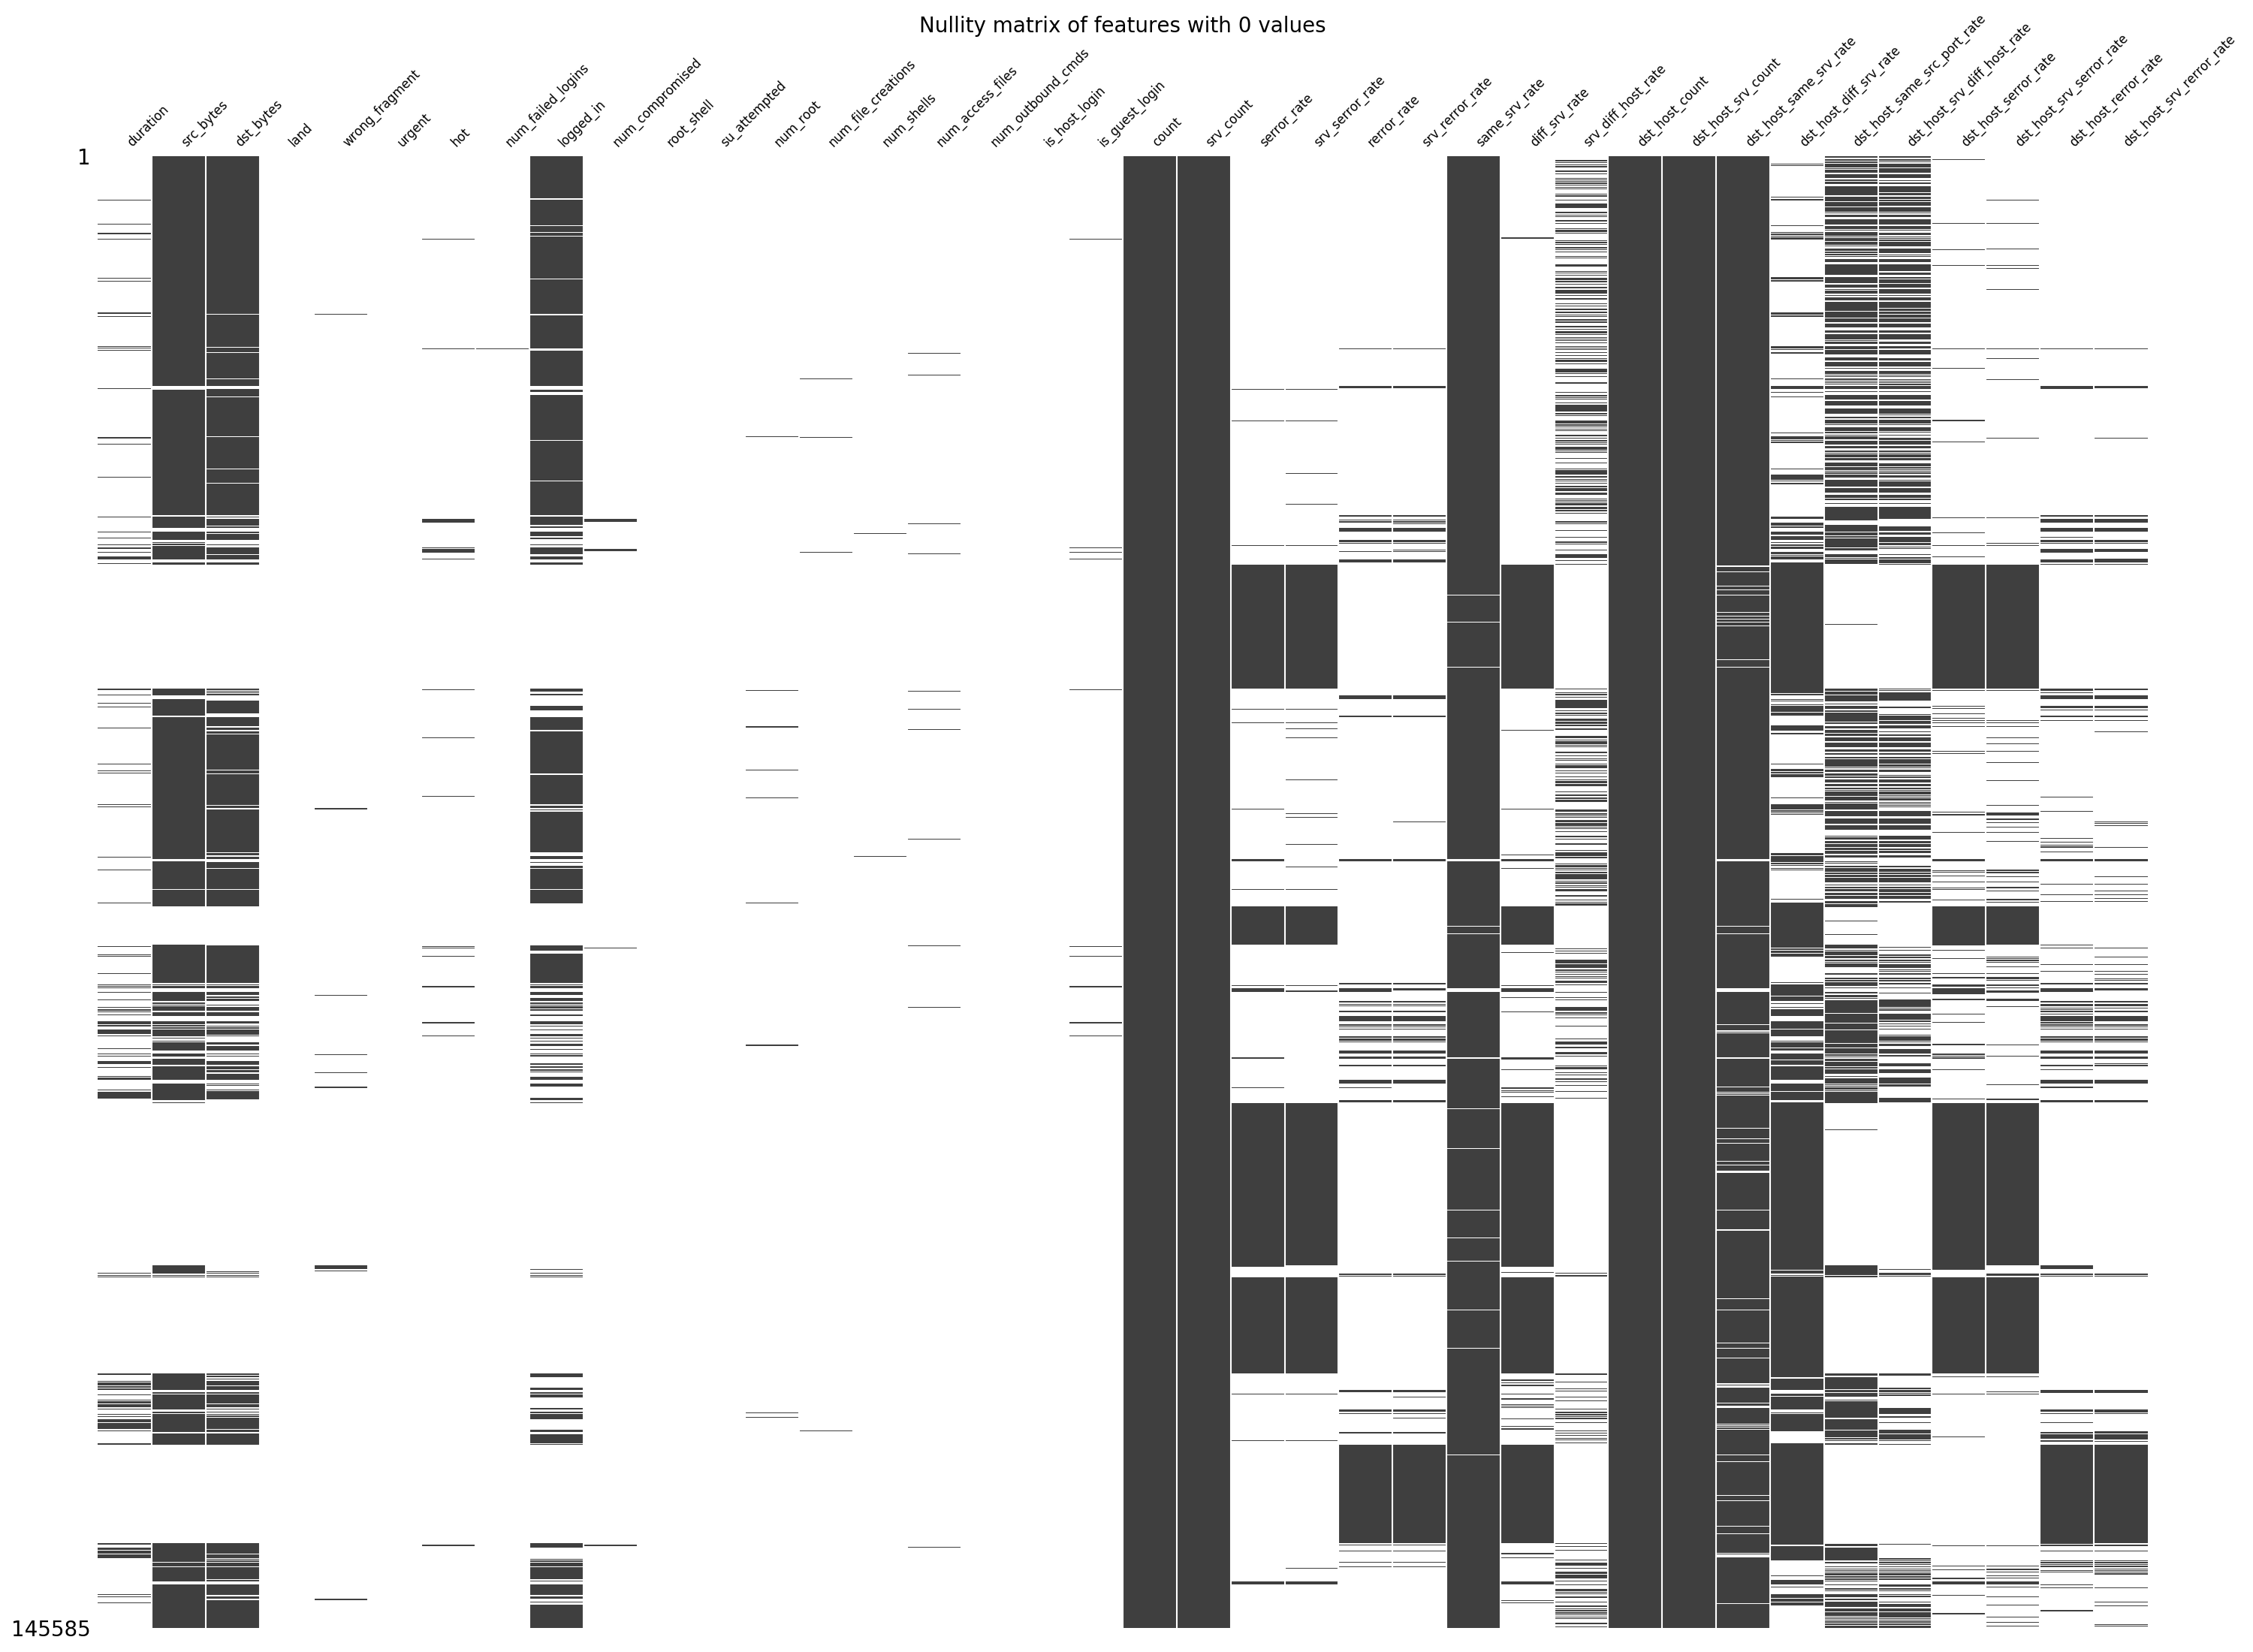 Nullity matrix of features with 0 values
duration
src_bytes
dst_bytes
land
wrong_fragment
urgent
hot
num_failed_logins
logged_in
num_compromised
root_shell
su_attempted
num_root
num_file_creations
num_shells
num_access_files
num_outbound_cmds
is_host_login
is_guest_login
count
srv_count
serror_rate
srv_serror_rate
rerror_rate
srv_rerror_rate
same_srv_rate
diff_srv_rate
srv_diff_host_rate
dst_host_count
dst_host_srv_count
dst_host_same_srv_rate
dst_host_diff_srv_rate
dst_host_same_src_port_rate
dst_host_srv_diff_host_rate
dst_host_serror_rate
dst_host_srv_serror_rate
dst_host_rerror_rate
dst_host_srv_rerror_rate
1
145585